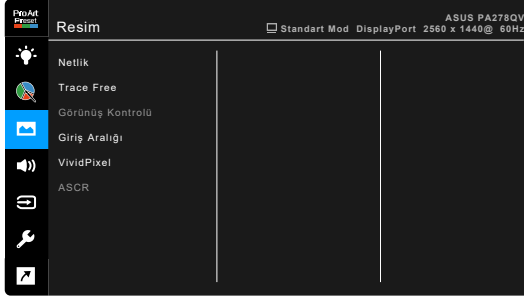 ProArt
Preset
Resim
ASUS PA278QV
Standart Mod DisplayPort 2560 x 1440@ 60Hz
Netlik
Trace Free
Görünüş Kontrolü
Giriş Aralığı
VividPixel
ASCR